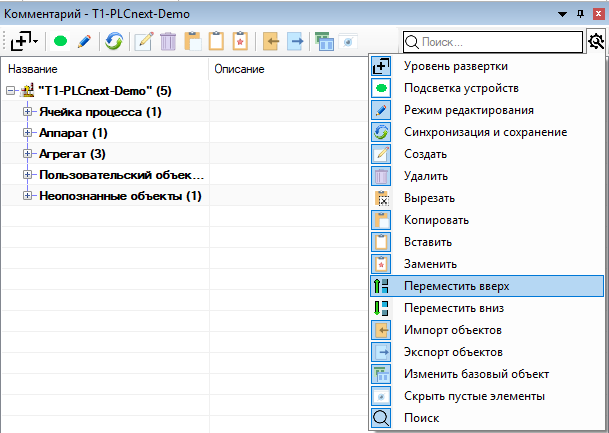 Комментарий - T1-PLCnext-Demo
Поиск...
Название Описание
"T1-PLCnext-Demo" (5)
Ячейка процесса (1)
Аппарат (1)
Агрегат (3)
Пользовательский объек...
Неопознанные объекты (1)
Уровень развертки
Подсветка устройств
Режим редактирования
Синхронизация и сохранение
Создать
Удалить
Вырезать
Копировать
Вставить
Заменить
Переместить вверх
Переместить вниз
Импорт объектов
Экспорт объектов
Изменить базовый объект
Скрыть пустые элементы
Поиск